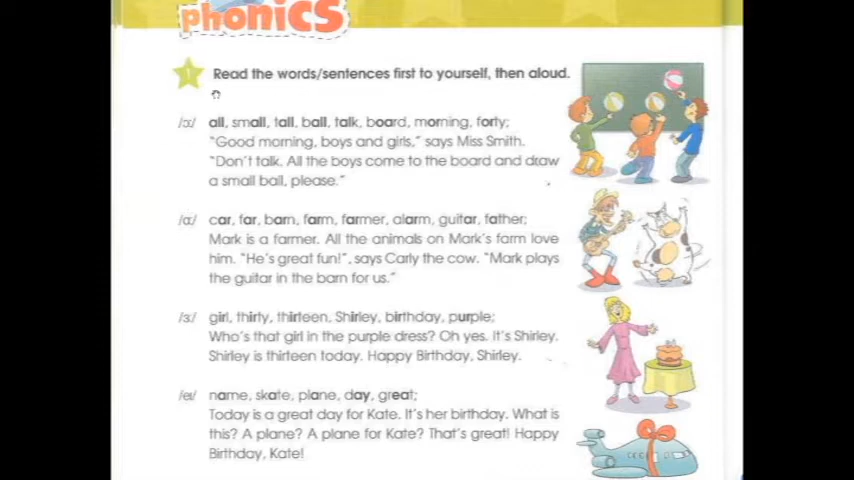 phonics
1 Read the words/sentences first to yourself, then aloud.
/ɔ:/ all, small, tall, ball, talk, board, morning, forty;
"Good morning, boys and girls," says Miss Smith.
"Don't talk. All the boys come to the board and draw
a small ball, please."
/ɑ:/ car, far, barn, farm, farmer, alarm, guitar, father;
Mark is a farmer. All the animals on Mark's farm love
him. "He's great fun!", says Carly the cow. "Mark plays
the guitar in the barn for us."
/ɜ:/ girl, thirty, thirteen, Shirley, birthday, purple;
Who's that girl in the purple dress? Oh yes. It's Shirley.
Shirley is thirteen today. Happy Birthday, Shirley.
/eɪ/ name, skate, plane, day, great;
Today is a great day for Kate. It's her birthday. What is
this? A plane? A plane for Kate? That's great! Happy
Birthday, Kate!